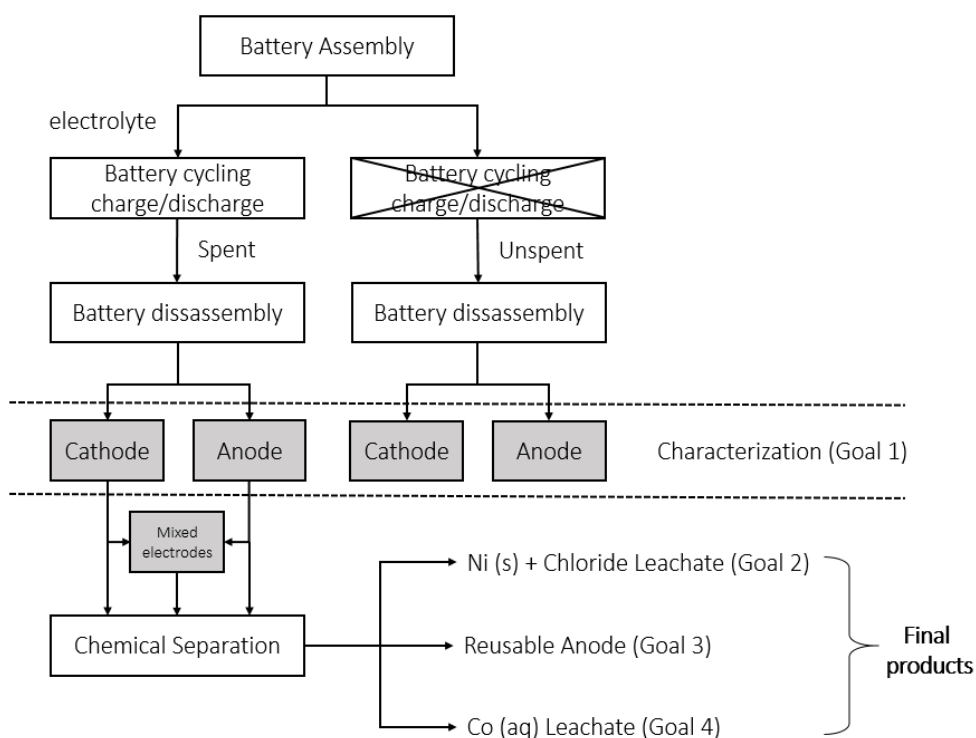 Battery Assembly
electrolyte
Battery cycling
charge/discharge
Battery cycling
charge/discharge
Spent
Unspent
Battery dissassembly
Battery dissassembly
Cathode
Anode
Cathode
Anode
Characterization (Goal 1)
Mixed
electrodes
Ni (s) + Chloride Leachate (Goal 2)
Chemical Separation
Reusable Anode (Goal 3)
Final
products
Co (aq) Leachate (Goal 4)